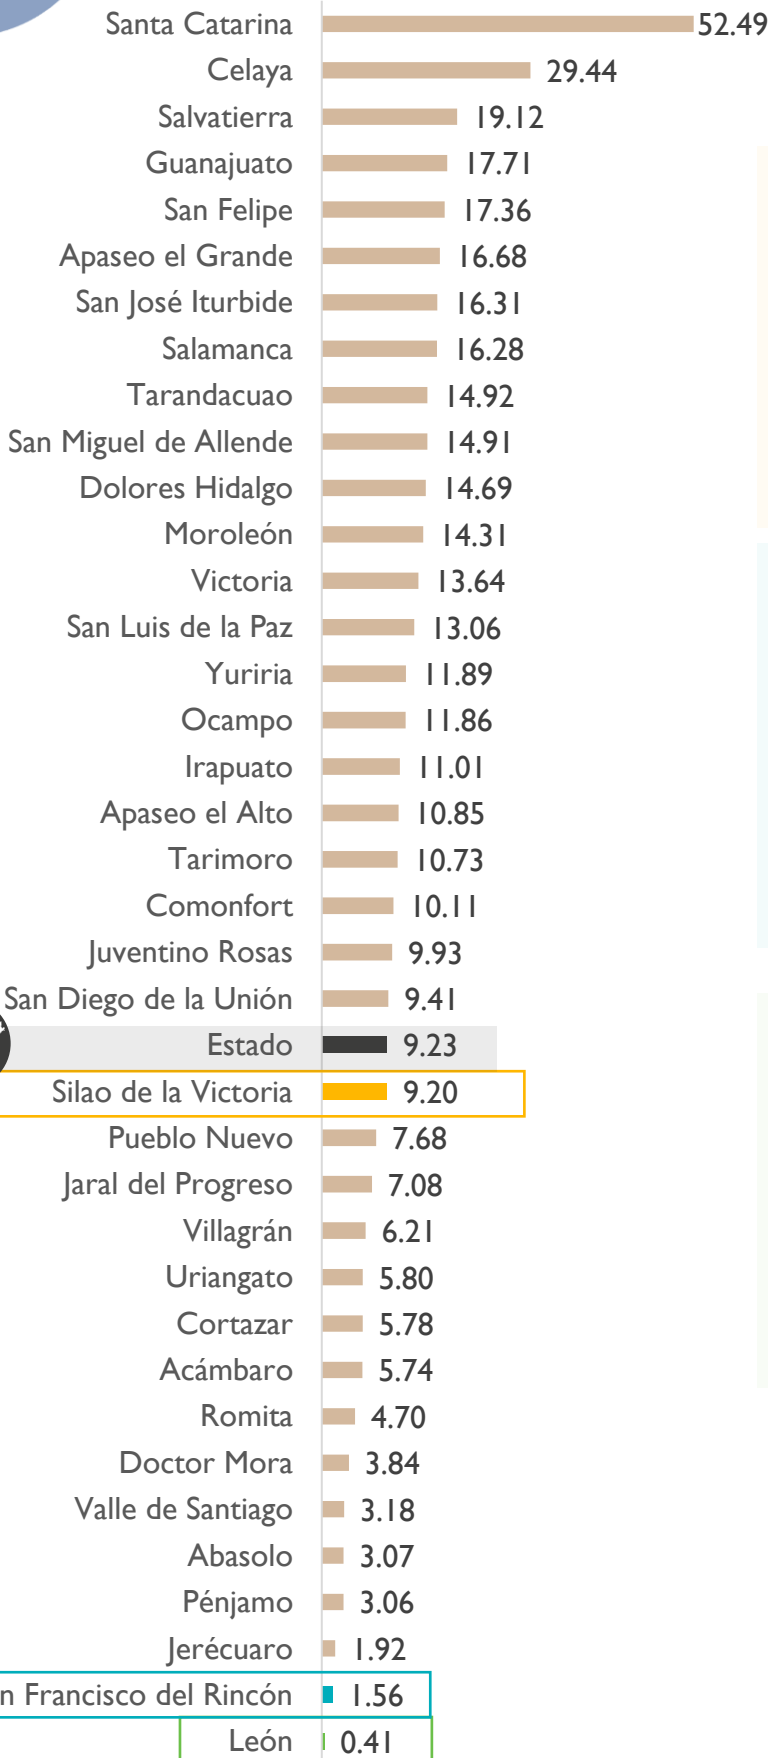 Santa Catarina 52.49
Celaya 29.44
Salvatierra 19.12
Guanajuato 17.71
San Felipe 17.36
Apaseo el Grande 16.68
San José Iturbide 16.31
Salamanca 16.28
Tarandacuao 14.92
San Miguel de Allende 14.91
Dolores Hidalgo 14.69
Moroleón 14.31
Victoria 13.64
San Luis de la Paz 13.06
Yuriria 11.89
Ocampo 11.86
Irapuato 11.01
Apaseo el Alto 10.85
Tarimoro 10.73
Comonfort 10.11
Juventino Rosas 9.93
San Diego de la Unión 9.41
Estado 9.23
Silao de la Victoria 9.20
Pueblo Nuevo 7.68
Jaral del Progreso 7.08
Villagrán 6.21
Uriangato 5.80
Cortazar 5.78
Acámbaro 5.74
Romita 4.70
Doctor Mora 3.84
Valle de Santiago 3.18
Abasolo 3.07
Pénjamo 3.06
Jerécuaro 1.92
n Francisco del Rincón 1.56
León 0.41